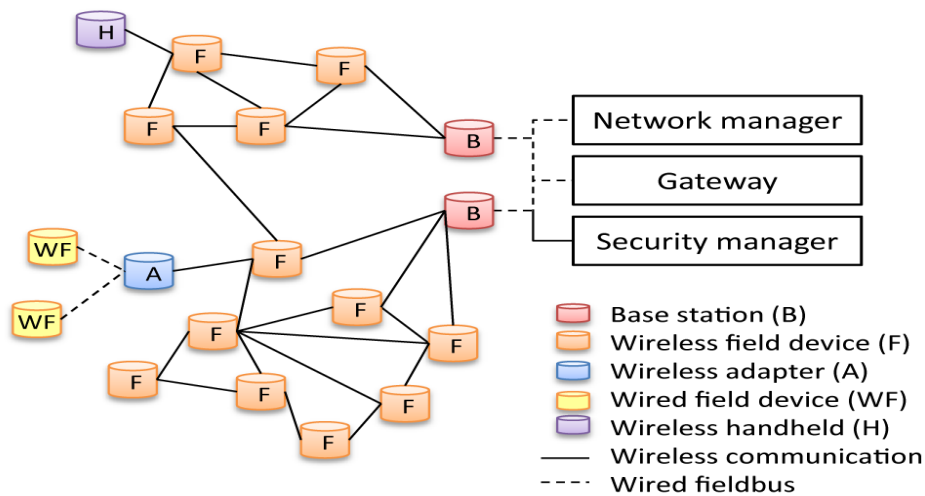 H
F
F
F
F
B
Network manager
Gateway
B
Security manager
WF
A
F
WF
F
F
F
F
F
F
F
Base station (B)
Wireless field device (F)
Wireless adapter (A)
Wired field device (WF)
Wireless handheld (H)
Wireless communication
Wired fieldbus